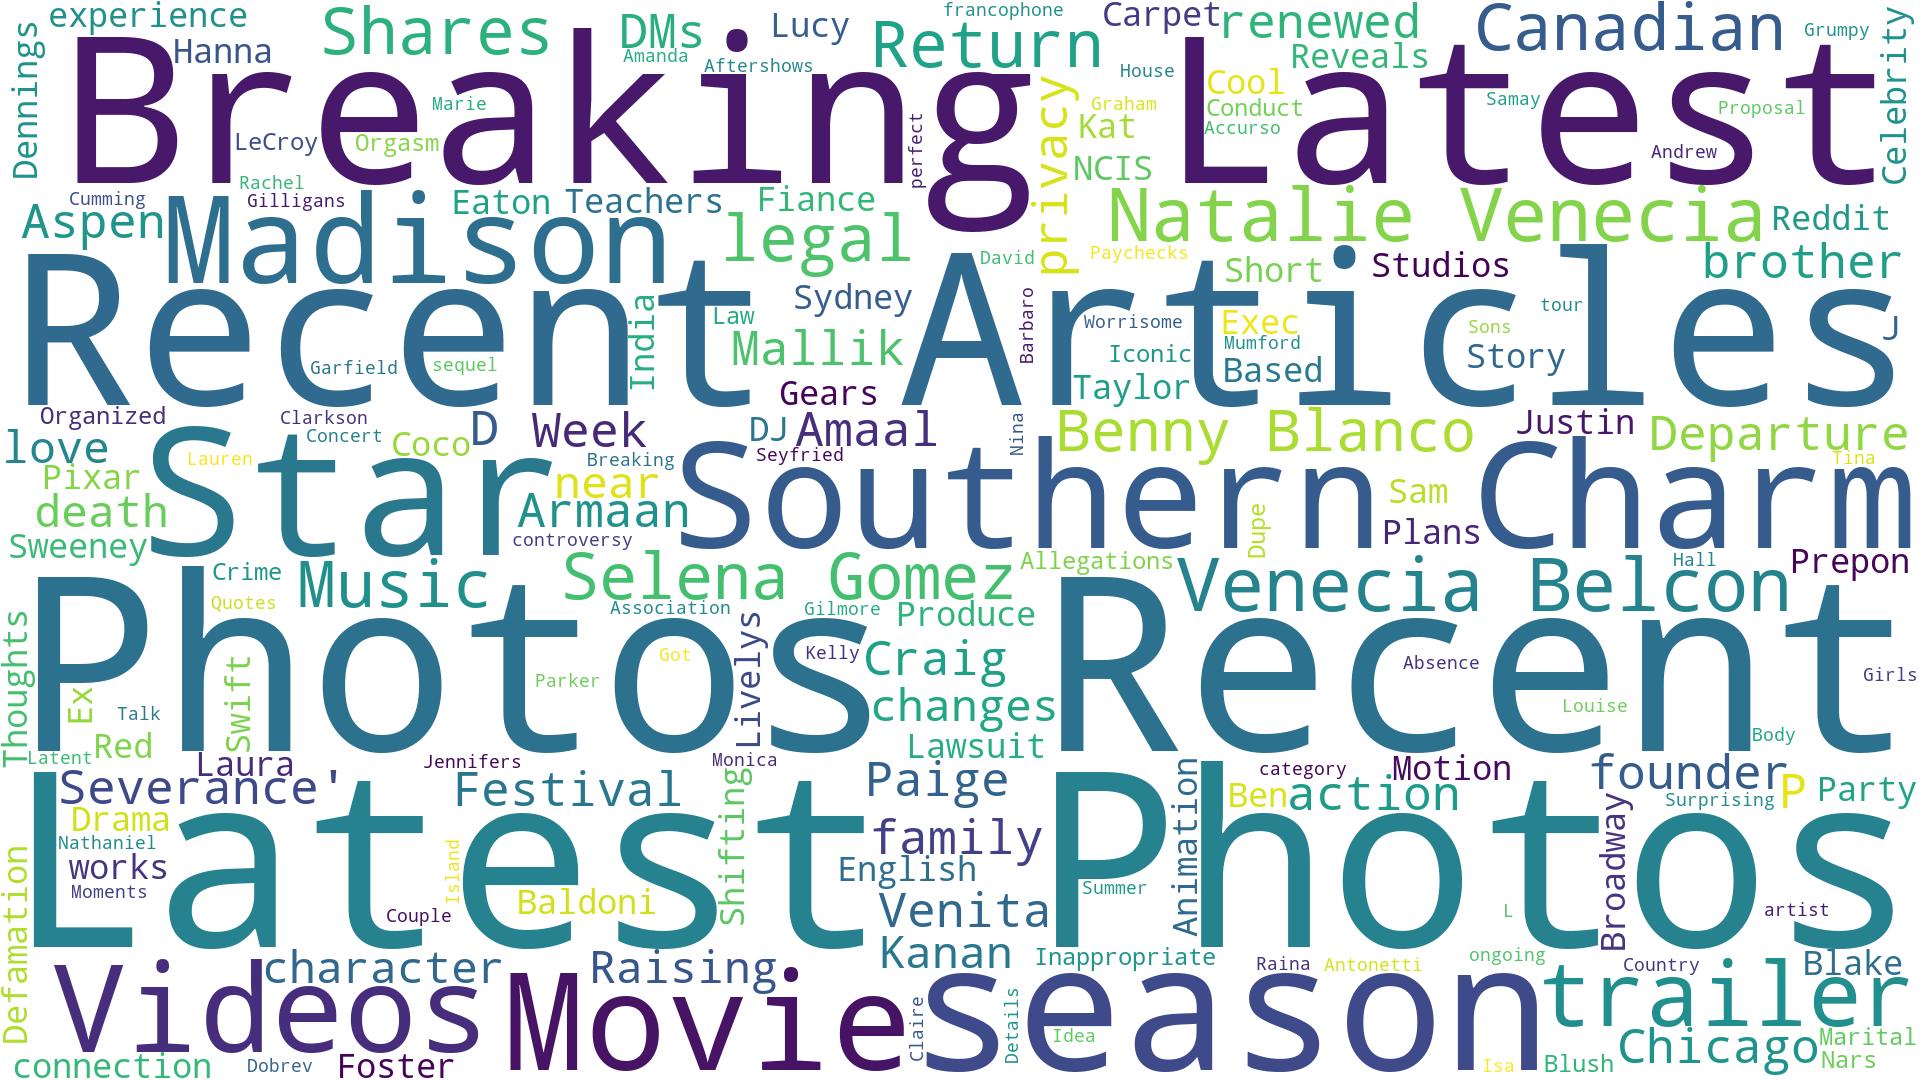 experience
Shares
DMs
Lucy
francophone
Carpet
renewed
Canadian
Grumpy
Celebrity
Dennings
Hanna
Breaking
Amanda
Aftershows
Return
House
Reveals
Latest
Marie
LeCroy
Orgasm
perfect
privacy
Graham
Kat
Cool
Conduct
Accurso
NCIS
Samay
Proposal
Andrew
Rachel
Cumming
Gilligans
Aspen
Madison
Eaton
Teachers
Fiance
legal
Natalie Venecia
Reddit
David
Paychecks
Short
Studios
brother
Recent
India
Law
Sydney
Mallik
Articles
Barbaro
Worrisome
Exec
Mumford
Iconic
Based
Taylor
Sons
tour
Story
J
Garfield
sequel
Gears
Organized
Clarkson
Concert
Coco
D
Week
DJ
Amaal
Seyfried
Nina
Benny Blanco
Justin
Departure
Tina
love
Pixar
death
Sweeney
Lauren
Star
Breaking
near
Armaan
controversy
Southern
Dupe
Sam
Plans
Charm
Crime
Quotes
Music
Selena Gomez
Allegations
Venecia Belcon
Hall
Prepon
Association
Gilmore
Produce
Thoughts
Photos
Ex
Talk
Swift
Parker
Got
Livelys
Kelly
Craig
changes
Recent
Absence
Louise
Girls
Body
Latent
Red
Laura
Jennifers
Monica
Lawsuit
Severance'
Festival
Shifting
Paige
Animation
category
Motion
founder
Ben
action
Surprising
P
Party
Drama
Nathaniel
works
Moments
Latest
Island
Couple
Baldoni
family
English
Summer
Photos
L
Broadway
artist
Defamation
Venita
Kanan
Inappropriate
Raina
Antonetti
ongoing
Country
Blake
Videos
character
Raising
Movie
Claire
season
Details
Idea
Isa
trailer
Chicago
Marital
Nars
Blush
connection
Dobrev
Foster